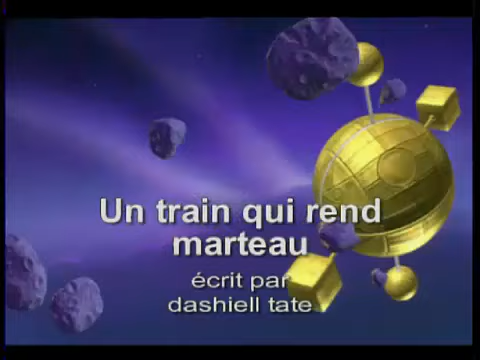 Un train qui rend
marteau
écrit par
dashiell tate